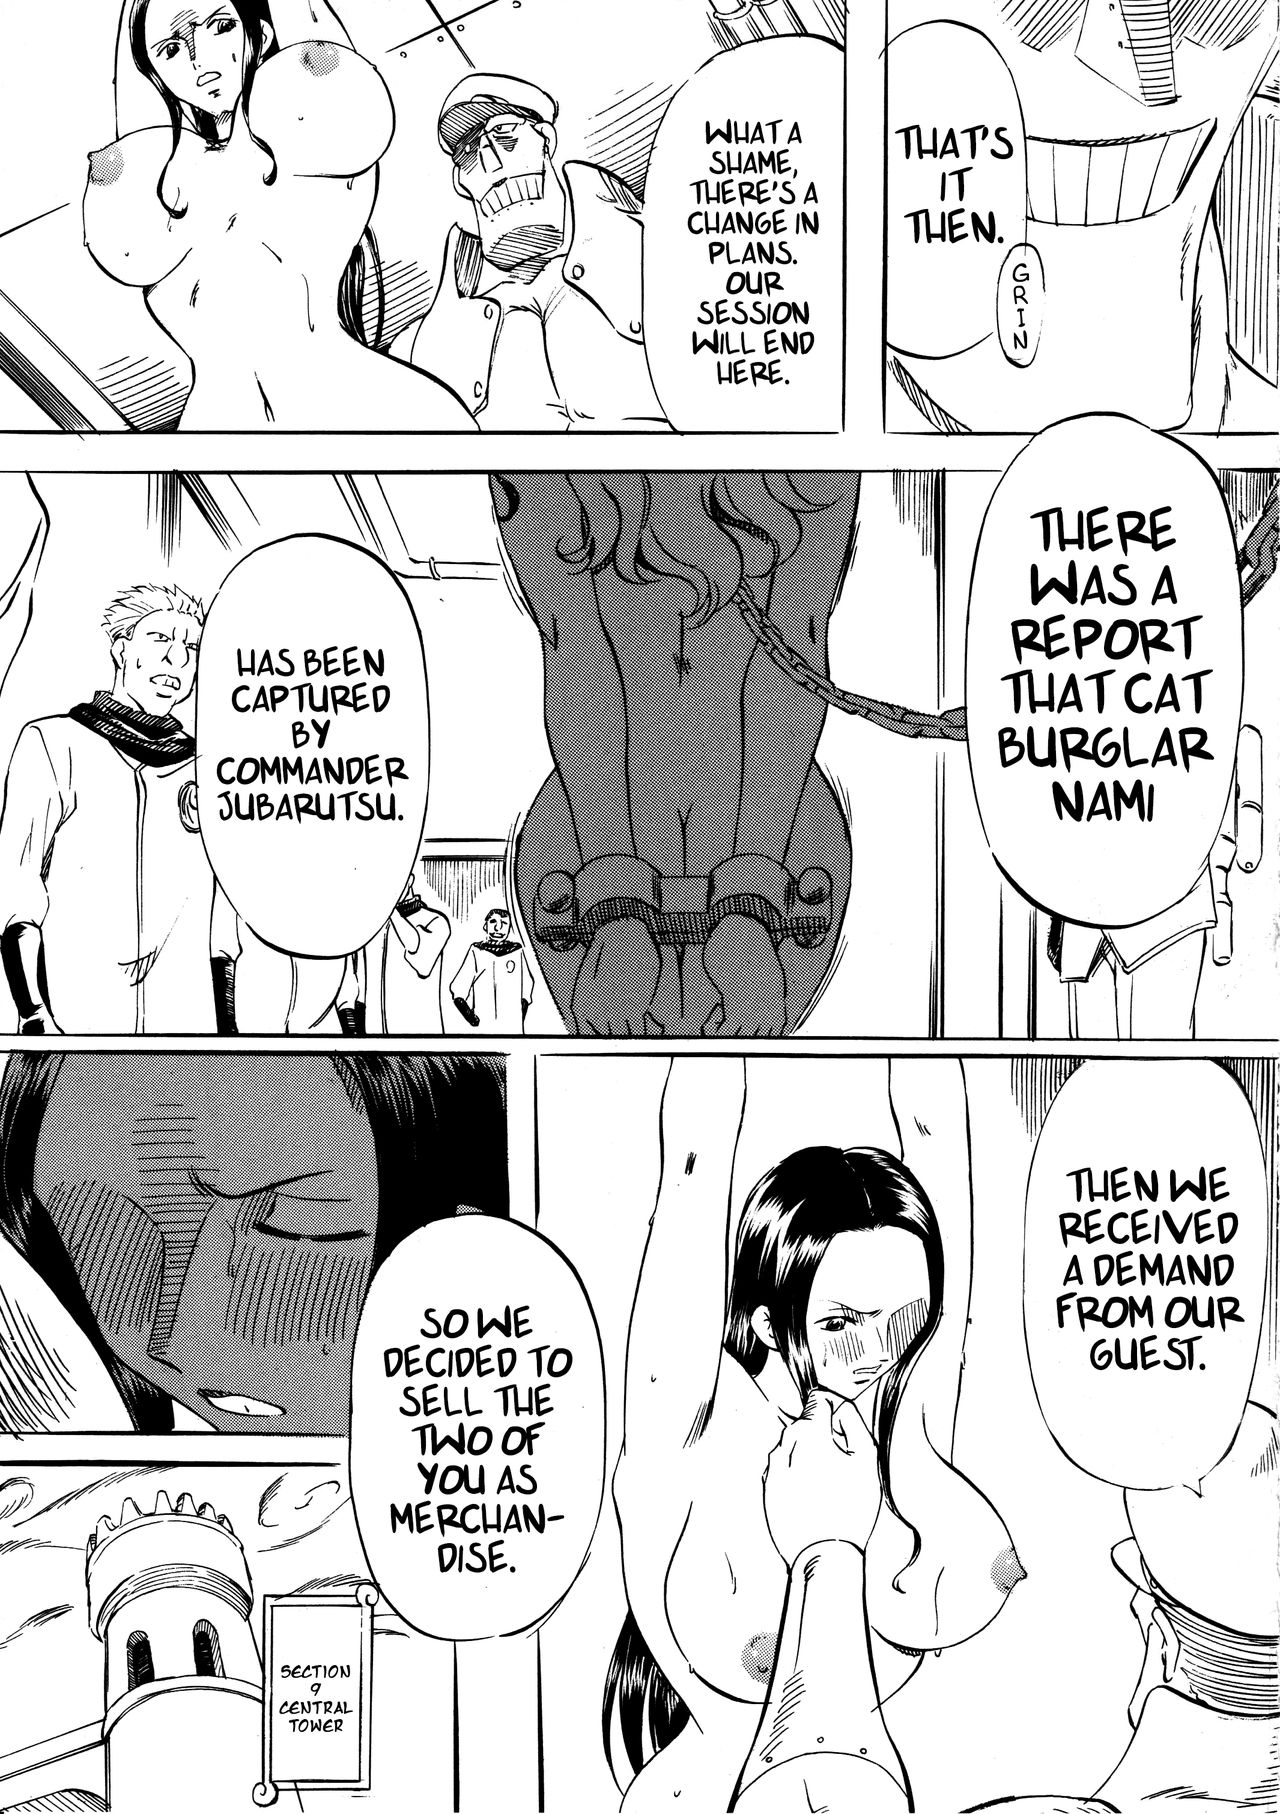 THAT'S
IT
THEN.
GRIN
WHAT A
SHAME,
THERE'S A
CHANGE IN
PLANS.
OUR
SESSION
WILL END
HERE.
THERE
WAS A
REPORT
THAT CAT
BURGLAR
NAMI
HAS BEEN
CAPTURED
BY
COMMANDER
JUBARUTSU.
THEN WE
RECEIVED
A DEMAND
FROM OUR
GUEST.
SO WE
DECIDED TO
SELL THE
TWO OF
YOU AS
MERCHAN-
DISE.
SECTION
9
CENTRAL
TOWER